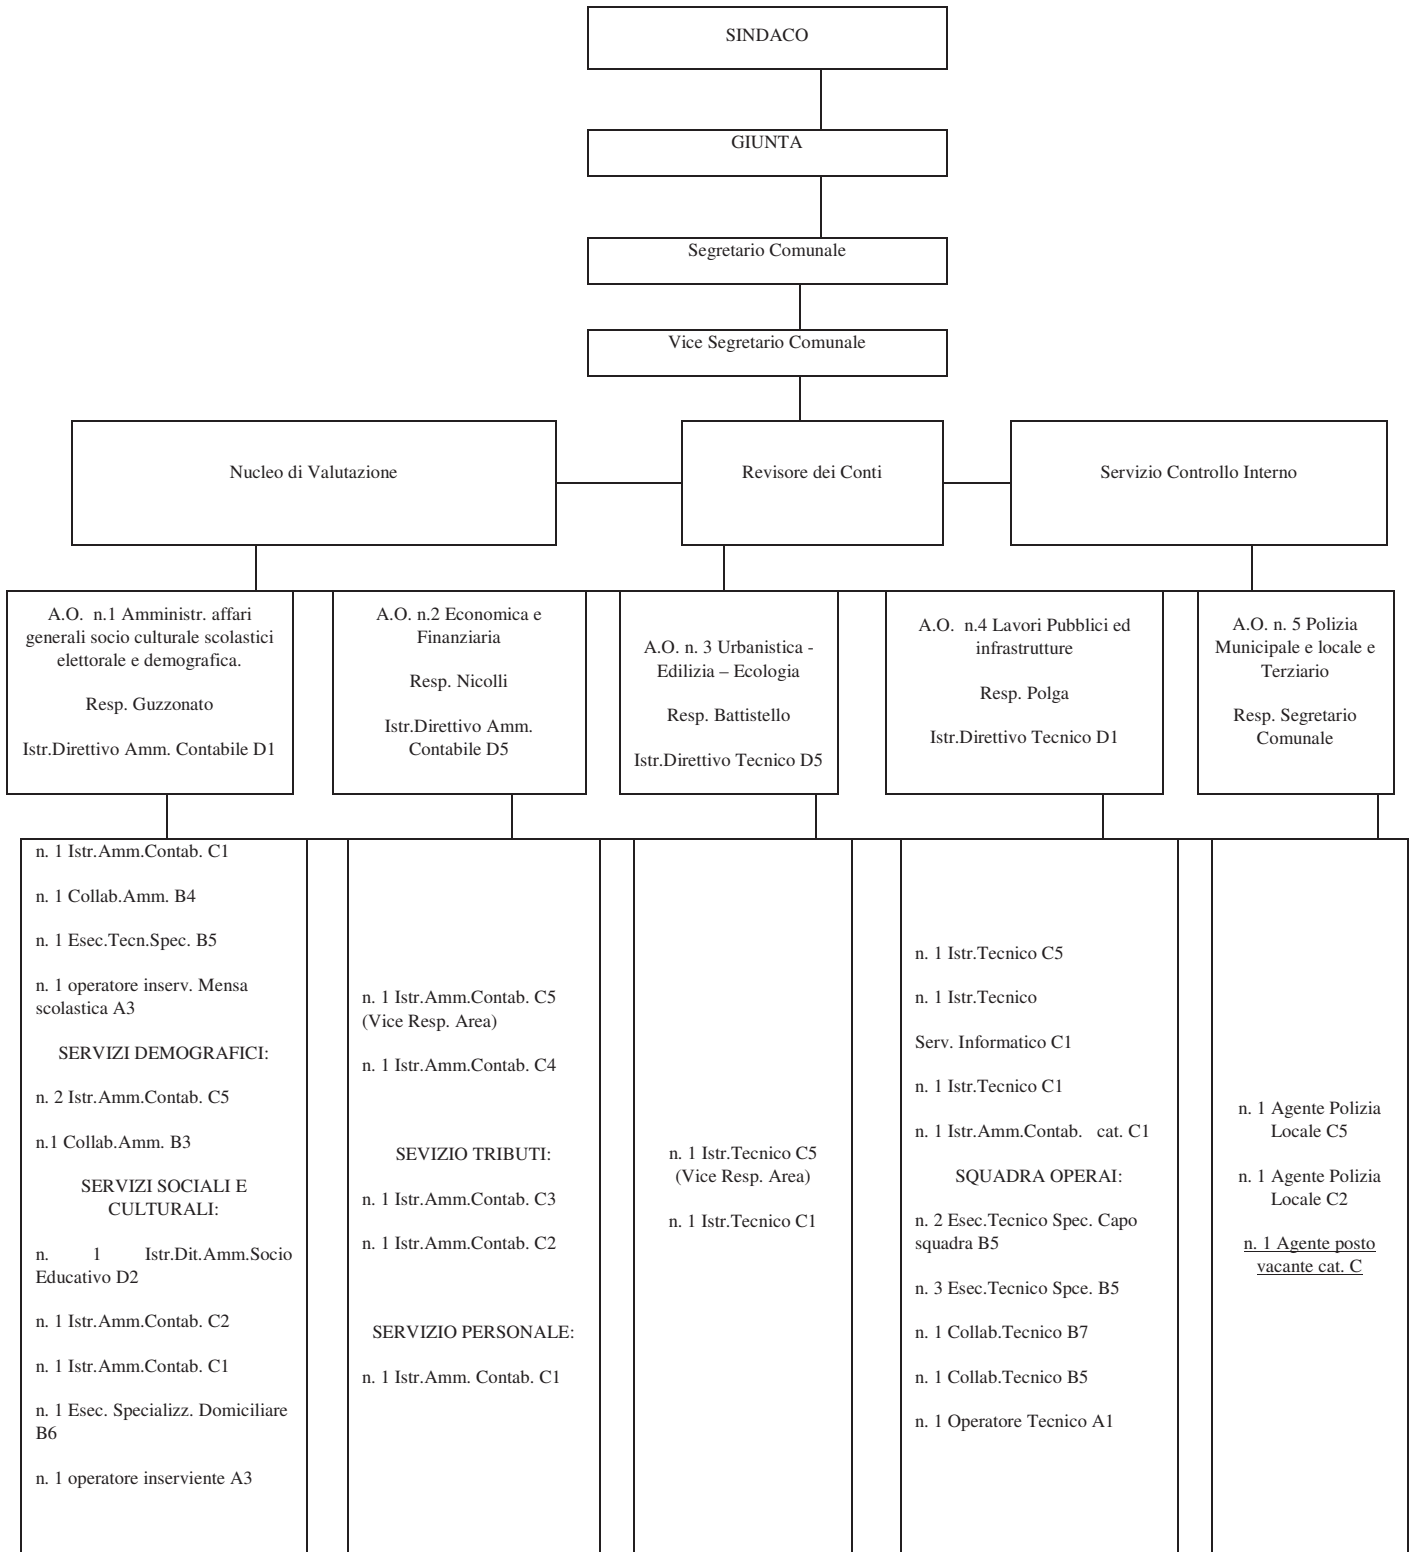 SINDACO
GIUNTA
Segretario Comunale
Vice Segretario Comunale
Nucleo di Valutazione
Revisore dei Conti
Servizio Controllo Interno
A.O. n.1 Amministr. affari
generali socio culturale scolastici
elettorale e demografica.
Resp. Guzzonato
Istr.Direttivo Amm. Contabile D1
A.O. n.2 Economica e
Finanziaria
Resp. Nicolli
Istr.Direttivo Amm.
Contabile D5
A.O. n. 3 Urbanistica -
Edilizia – Ecologia
Resp. Battistello
Istr.Direttivo Tecnico D5
A.O. n.4 Lavori Pubblici ed
infrastrutture
Resp. Polga
Istr.Direttivo Tecnico D1
A.O. n. 5 Polizia
Municipale e locale e
Terziario
Resp. Segretario
Comunale
n. 1 Istr.Amm.Contab. C1
n. 1 Collab.Amm. B4
n. 1 Esec.Tecn.Spec. B5
n. 1 operatore inserv. Mensa
scolastica A3
SERVIZI DEMOGRAFICI:
n. 2 Istr.Amm.Contab. C5
n.1 Collab.Amm. B3
SERVIZI SOCIALI E
CULTURALI:
n. 1 Istr.Dit.Amm.Socio
Educativo D2
n. 1 Istr.Amm.Contab. C2
n. 1 Istr.Amm.Contab. C1
n. 1 Esec. Specializz. Domiciliare
B6
n. 1 operatore inserviente A3
n. 1 Istr.Amm.Contab. C5
(Vice Resp. Area)
n. 1 Istr.Amm.Contab. C4
SEVIZIO TRIBUTI:
n. 1 Istr.Amm.Contab. C3
n. 1 Istr.Amm.Contab. C2
SERVIZIO PERSONALE:
n. 1 Istr.Amm. Contab. C1
n. 1 Istr.Tecnico C5
(Vice Resp. Area)
n. 1 Istr.Tecnico C1
n. 1 Istr.Tecnico C5
n. 1 Istr.Tecnico
Serv. Informatico C1
n. 1 Istr.Tecnico C1
n. 1 Istr.Amm.Contab. cat. C1
SQUADRA OPERAI:
n. 2 Esec.Tecnico Spec. Capo
squadra B5
n. 3 Esec.Tecnico Spce. B5
n. 1 Collab.Tecnico B7
n. 1 Collab.Tecnico B5
n. 1 Operatore Tecnico A1
n. 1 Agente Polizia
Locale C5
n. 1 Agente Polizia
Locale C2
n. 1 Agente posto
vacante cat. C